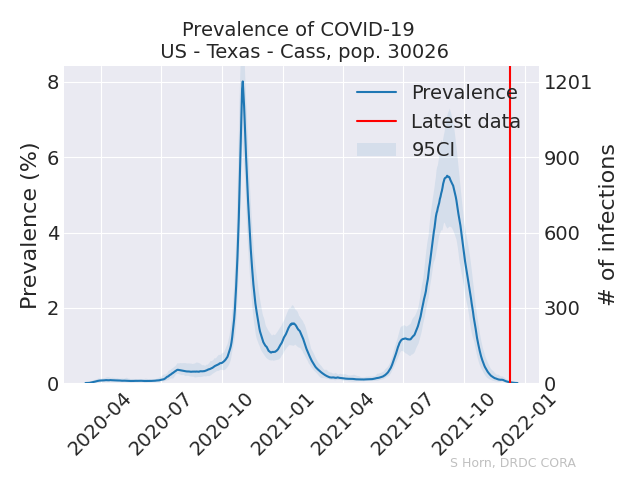 Prevalence of COVID-19
US - Texas - Cass, pop. 30026
Prevalence (%)
8
6
4
2
0
Prevalence
Latest data
95CI
1201
900
600
300
0
# of infections
2020-04
2020-07
2020-10
2021-01
2021-04
2021-07
2021-10
2022-01
S Horn, DRDC CORA